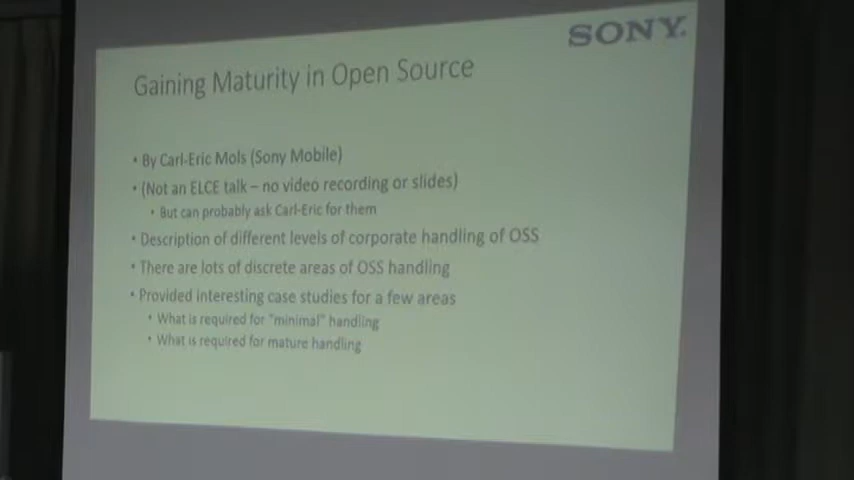 SONY
Gaining Maturity in Open Source
• By Carl-Eric Mols (Sony Mobile)
• (Not an ELCE talk – no video recording or slides)
• But can probably ask Carl-Eric for them
• Description of different levels of corporate handling of OSS
• There are lots of discrete areas of OSS handling
• Provided interesting case studies for a few areas
• What is required for "minimal" handling
• What is required for mature handling